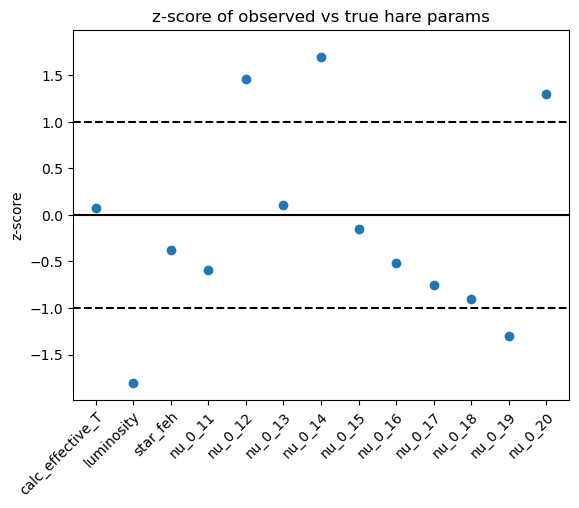 z-score of observed vs true hare params
z-score
1.5
1.0
0.5
0.0
−0.5
−1.0
−1.5
calc_effective_T
luminosity
star_feh
nu_0_11
nu_0_12
nu_0_13
nu_0_14
nu_0_15
nu_0_16
nu_0_17
nu_0_18
nu_0_19
nu_0_20